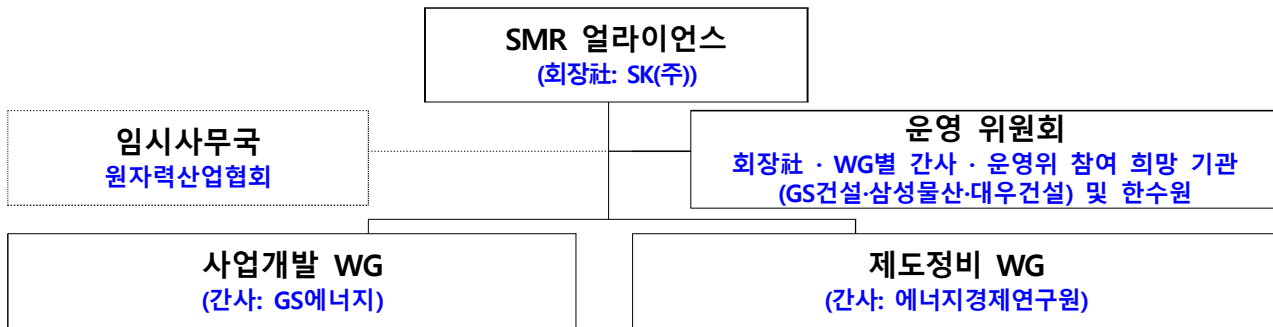 SMR 얼라이언스
(회장社: SK(주))
임시사무국
원자력산업협회
운영 위원회
회장社 · WG별 간사 · 운영위 참여 희망 기관
(GS건설·삼성물산·대우건설) 및 한수원
사업개발 WG
(간사: GS에너지)
제도정비 WG
(간사: 에너지경제연구원)